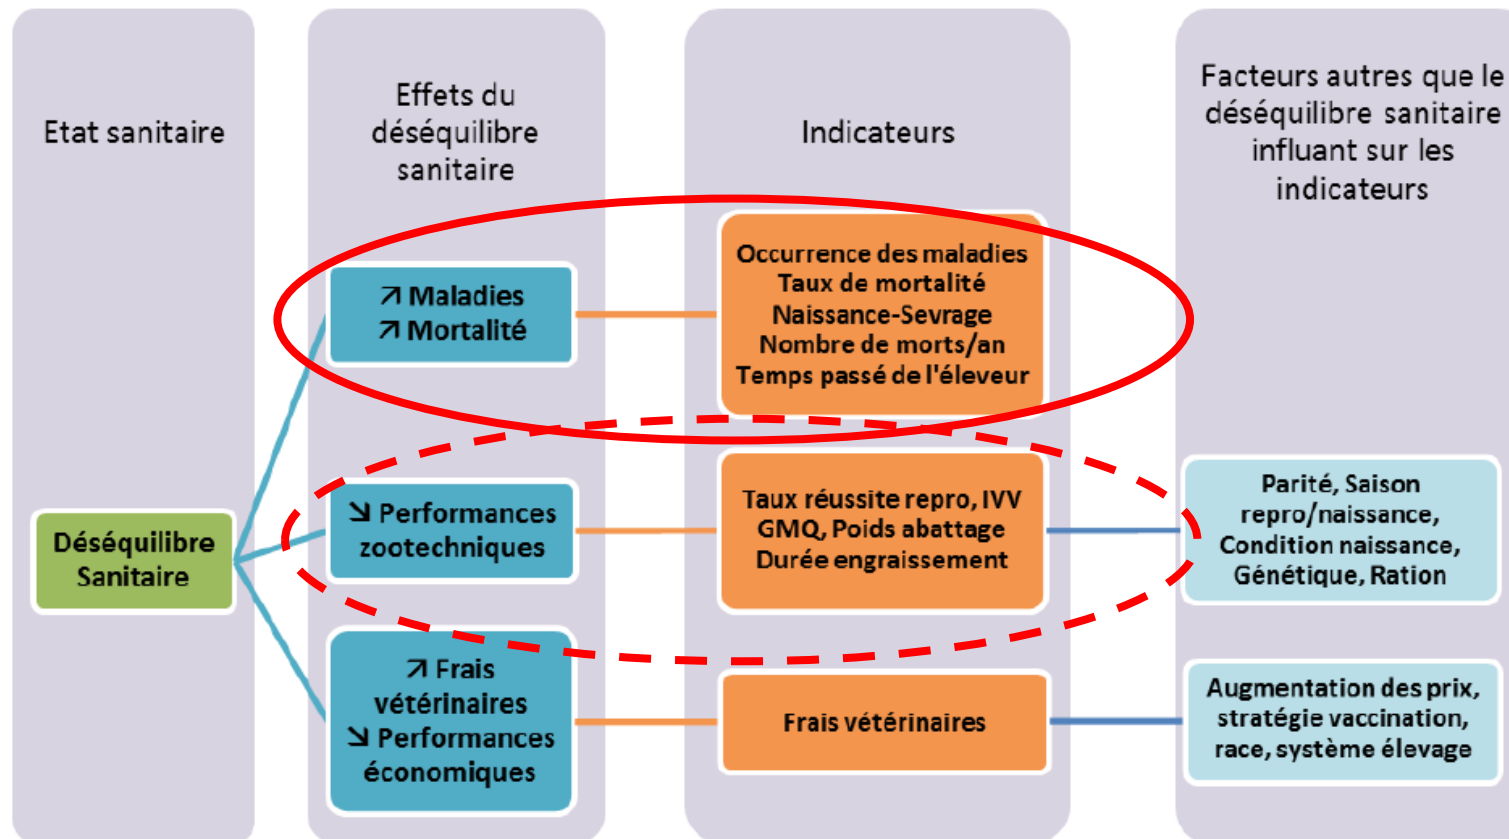 Etat sanitaire
Effets du
déséquilibre
sanitaire
Indicateurs
Facteurs autres que le
déséquilibre sanitaire
influant sur les
indicateurs
Déséquilibre
Sanitaire
↗ Maladies
↗ Mortalité
Occurrence des maladies
Taux de mortalité
Naissance-Sevrage
Nombre de morts/an
Temps passé de l'éleveur
↘ Performances
zootechniques
Taux réussite repro, IVV
GMQ, Poids abattage
Durée engraissement
Parité, Saison
repro/naissance,
Condition naissance,
Génétique, Ration
↗ Frais
vétérinaires
↘ Performances
économiques
Frais vétérinaires
Augmentation des prix,
stratégie vaccination,
race, système élevage